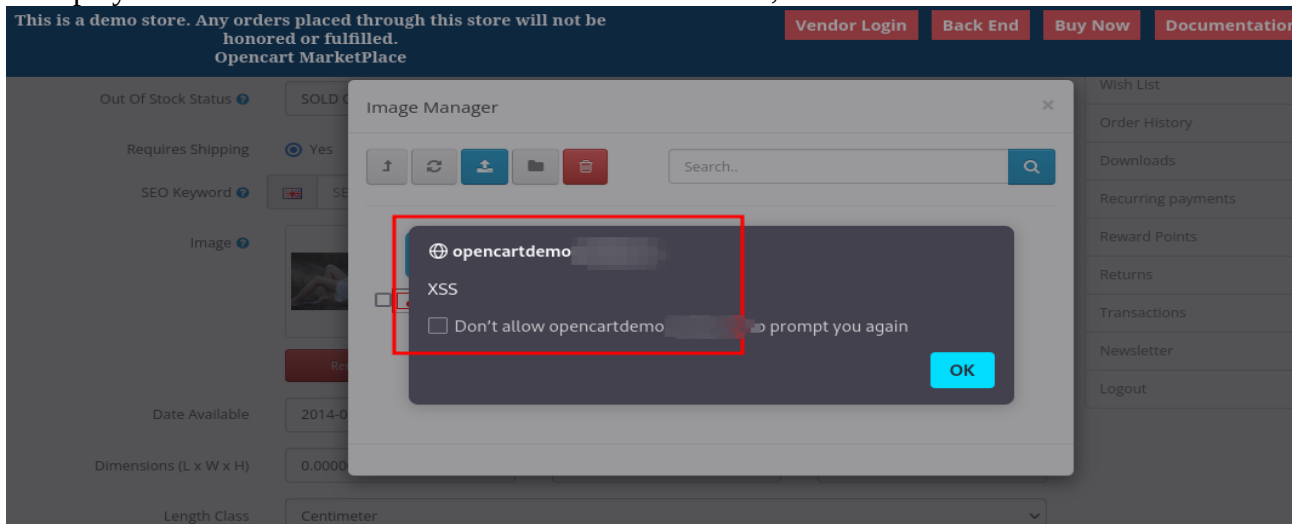 This is a demo store. Any orders placed through this store will not be
honored or fulfilled.
Opencart MarketPlace
Vendor Login
Back End
Buy Now
Documentation
Out Of Stock Status
SOLD
Requires Shipping
Yes
SEO Keyword
SE
Image
Re
Date Available
2014-0
Dimensions (L x W x H)
0.0000
Length Class
Centimeter
Image Manager
×
Search..
opencartdemo
XSS
Don't allow opencartdemo
prompt you again
OK
Wish List
Order History
Downloads
Recurring payments
Reward Points
Returns
Transactions
Newsletter
Logout